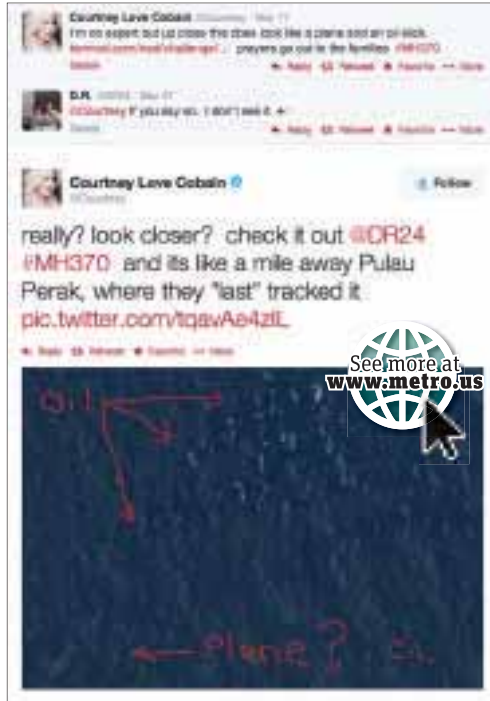 Courtney Love Cobain
I'm no expert but up close this does look like a plane and an oil slick.
prayers go out to the families #MH370
Reply Retweet Favorite More
D.R.
@Courtney If you say so. I don't see it
Reply Retweet Favorite More
Courtney Love Cobain
@Courtney
Follow
really? look closer? check it out @DR24
#MH370 and its like a mile away Pulau
Perak, where they "last" tracked it
Reply Retweet Favorite More
See more at
www.metro.us
Oil
Plane?